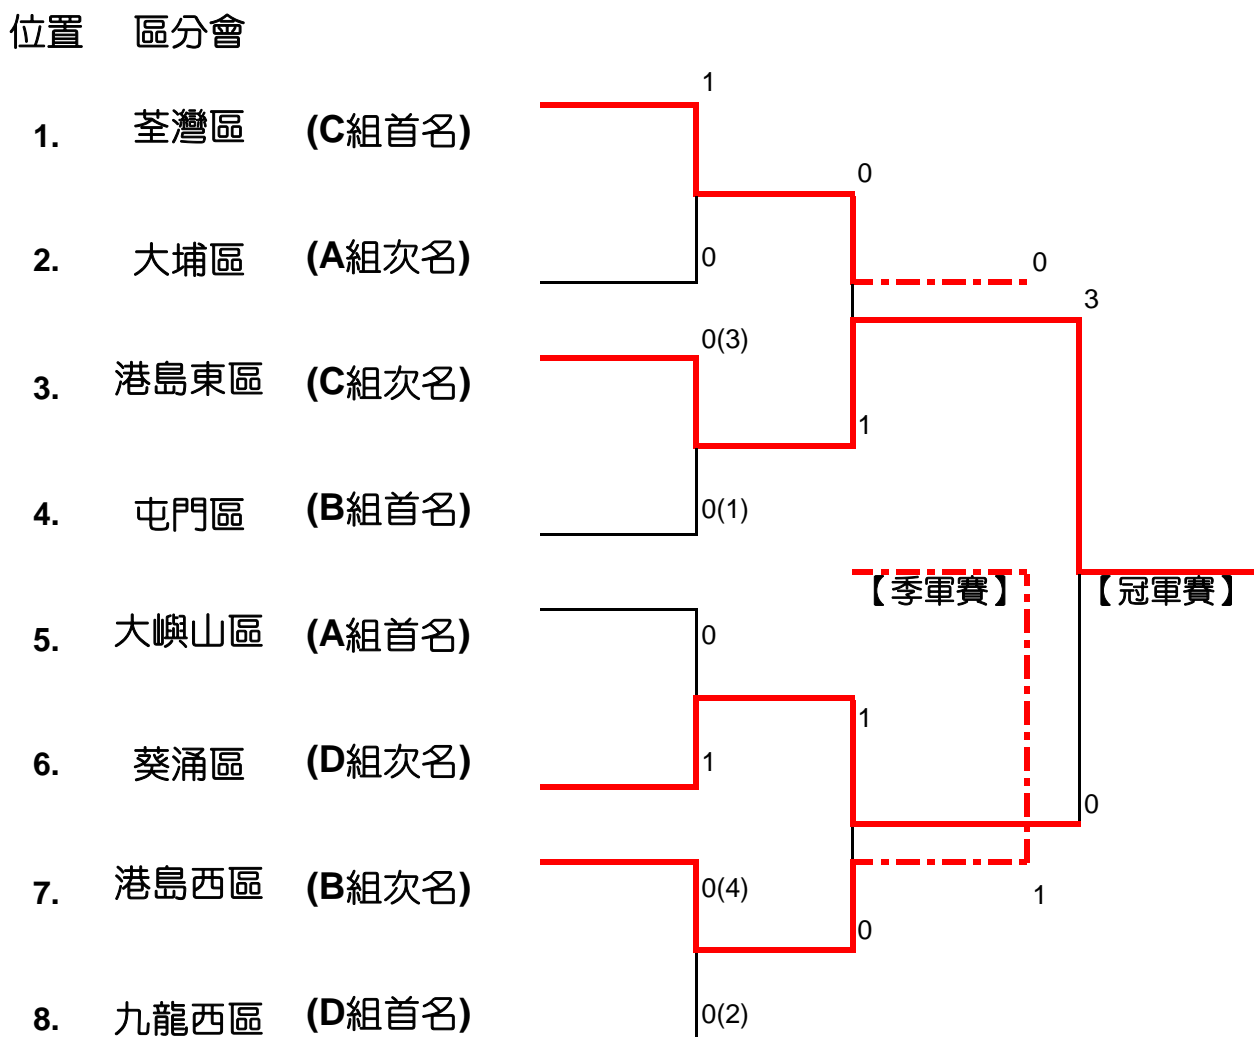 位置 區分會
1
1. 荃灣區 (C組首名)
0
2. 大埔區 (A組次名)
0
0
3
0(3)
3. 港島東區 (C組次名)
1
4. 屯門區 (B組首名)
0(1)
【季軍賽】 【冠軍賽】
5. 大嶼山區 (A組首名)
0
1
6. 葵涌區 (D組次名)
1
0
7. 港島西區 (B組次名)
0(4)
1
0
8. 九龍西區 (D組首名)
0(2)